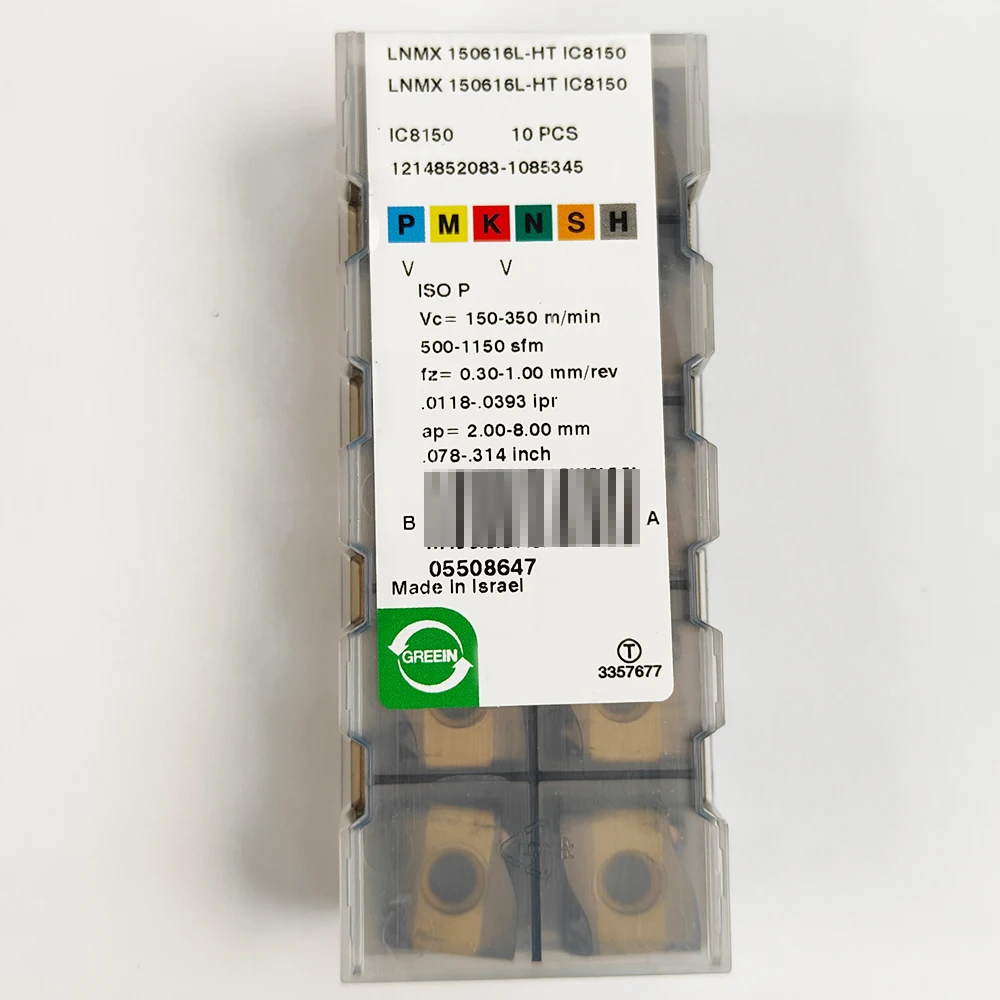 LNMX 150616L-HT IC8150
LNMX 150616L-HT IC8150
IC8150 10 PCS
1214852083-1085345
P M K N S H
V V
ISO P
Vc= 150-350 m/min
500-1150 sfm
fz= 0.30-1.00 mm/rev
.0118-.0393 ipr
ap= 2.00-8.00 mm
.078-.314 inch
B A
05508647
Made In Israel
GREEIN
T
3357677